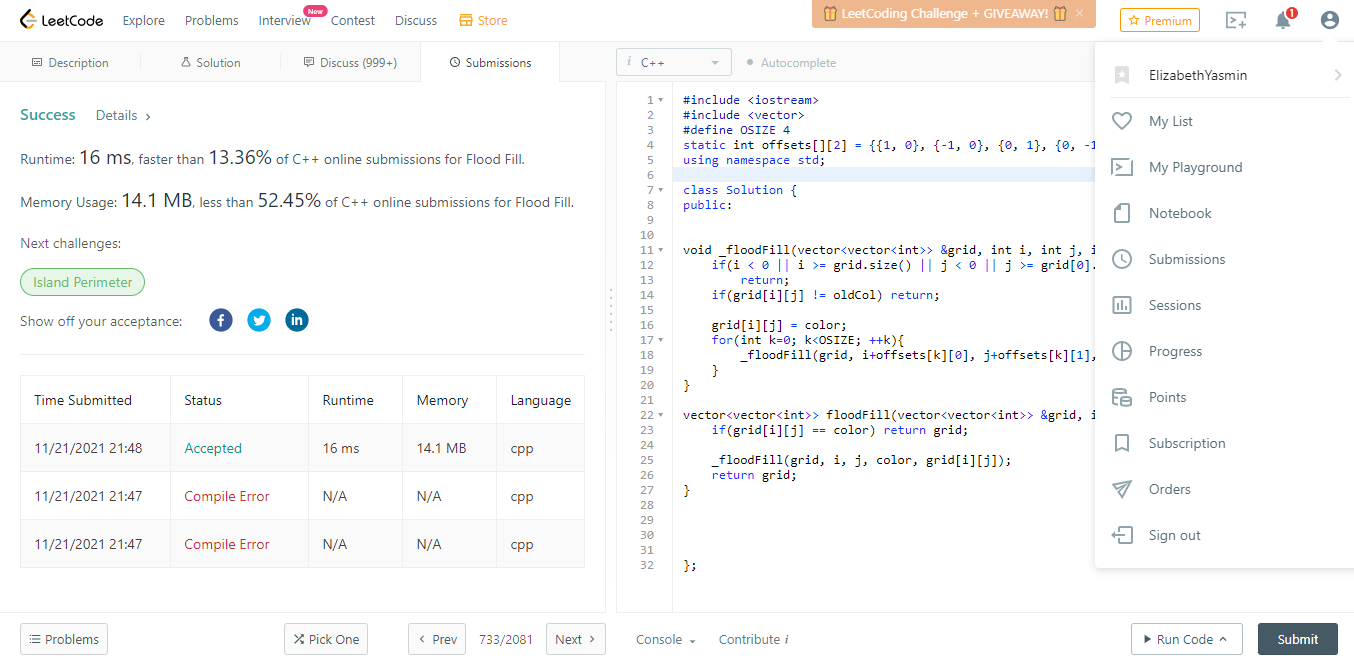 LeetCode Explore Problems Interview New Contest Discuss Store LeetCoding Challenge + GIVEAWAY! × Premium 1
Description Solution Discuss (999+) Submissions
Success Details ›
Runtime: 16 ms, faster than 13.36% of C++ online submissions for Flood Fill.
Memory Usage: 14.1 MB, less than 52.45% of C++ online submissions for Flood Fill.
Next challenges:
Island Perimeter
Show off your acceptance:
Time Submitted Status Runtime Memory Language
11/21/2021 21:48 Accepted 16 ms 14.1 MB cpp
11/21/2021 21:47 Compile Error N/A N/A cpp
11/21/2021 21:47 Compile Error N/A N/A cpp
Problems Pick One ‹ Prev 733/2081 Next ›
i C++ Autocomplete
1 #include <iostream>
2 #include <vector>
3 #define OSIZE 4
4 static int offsets[][2] = {{1, 0}, {-1, 0}, {0, 1}, {0, -1
5 using namespace std;
6
7 class Solution {
8 public:
9
10
11 void _floodFill(vector<vector<int>> &grid, int i, int j, i
12 if(i < 0 || i >= grid.size() || j < 0 || j >= grid[0].
13 return;
14 if(grid[i][j] != oldCol) return;
15
16 grid[i][j] = color;
17 for(int k=0; k<OSIZE; ++k){
18 _floodFill(grid, i+offsets[k][0], j+offsets[k][1],
19 }
20 }
21
22 vector<vector<int>> floodFill(vector<vector<int>> &grid, i
23 if(grid[i][j] == color) return grid;
24
25 _floodFill(grid, i, j, color, grid[i][j]);
26 return grid;
27 }
28
29
30
31
32 };
Console Contribute i Run Code Submit
ElizabethYasmin
My List
My Playground
Notebook
Submissions
Sessions
Progress
Points
Subscription
Orders
Sign out